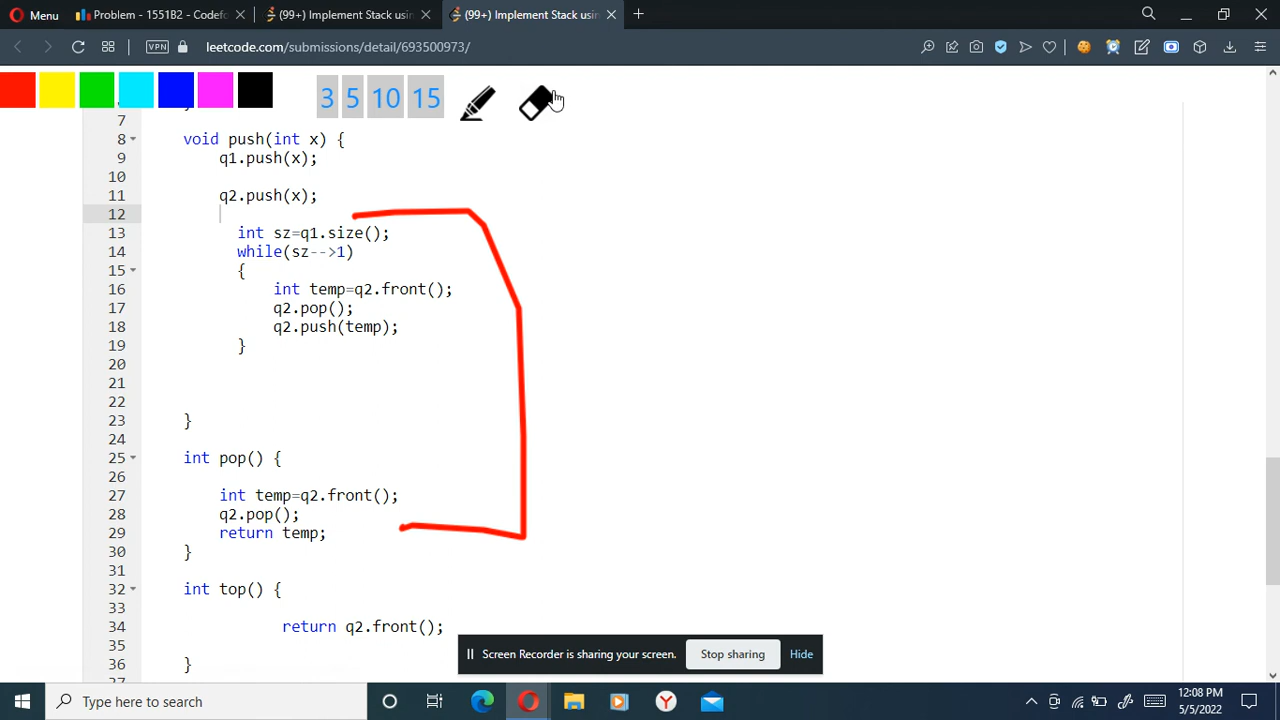 Menu
Problem - 1551B2 - Codef
(99+) Implement Stack usin
(99+) Implement Stack usin
VPN
leetcode.com/submissions/detail/693500973/
3 5 10 15
7
8 void push(int x) {
9 q1.push(x);
10
11 q2.push(x);
12
13 int sz=q1.size();
14 while(sz-->1)
15 {
16 int temp=q2.front();
17 q2.pop();
18 q2.push(temp);
19 }
20
21
22
23 }
24
25 int pop() {
26
27 int temp=q2.front();
28 q2.pop();
29 return temp;
30 }
31
32 int top() {
33
34 return q2.front();
35
36 }
Screen Recorder is sharing your screen.
Stop sharing
Hide
Type here to search
12:08 PM
5/5/2022